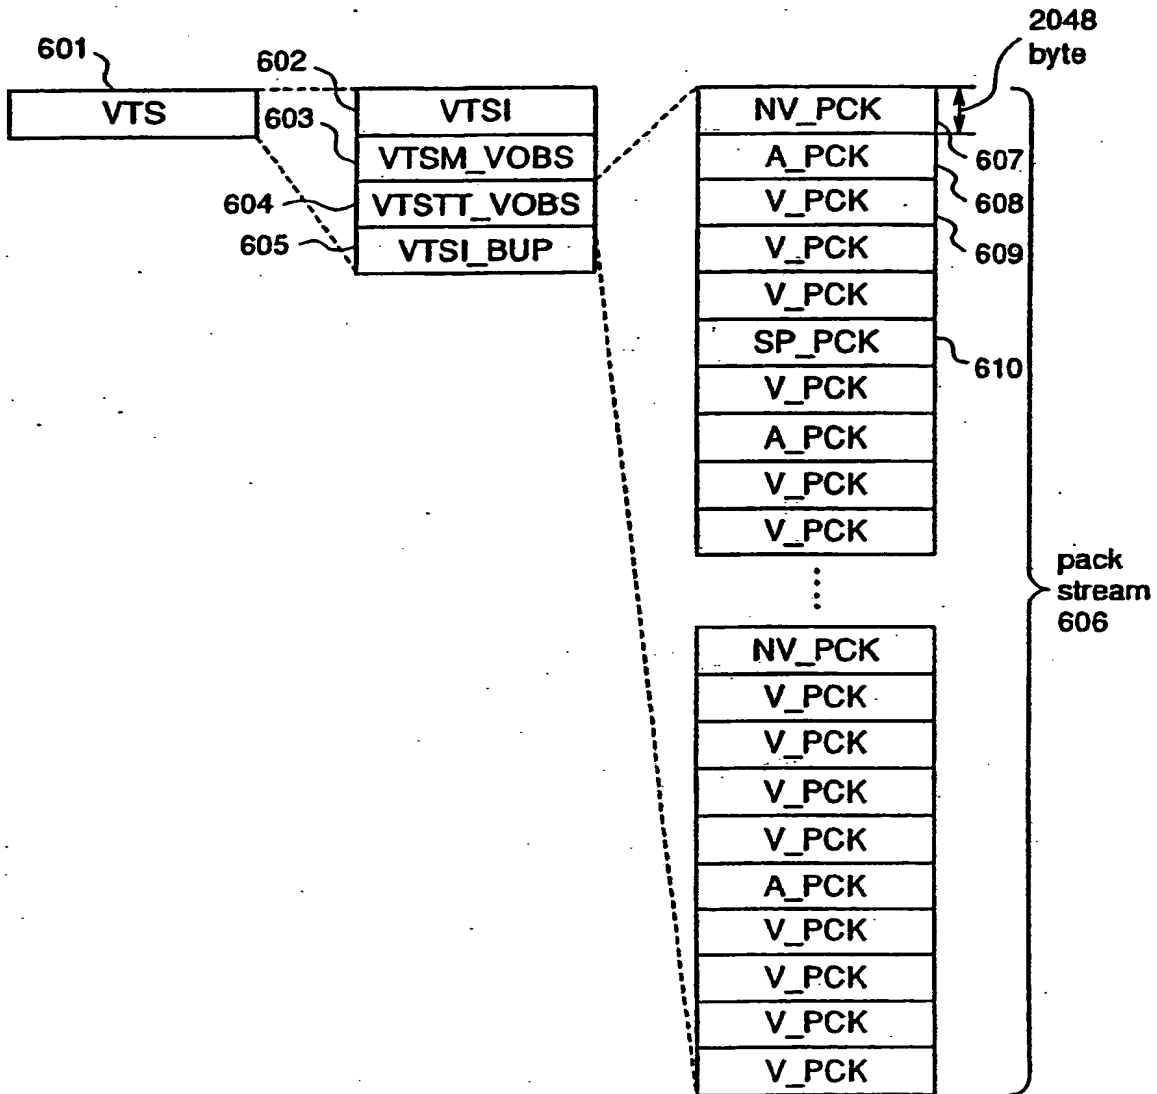 601
VTS
602
603
604
605
VTSI
VTSM_VOBS
VTSTT_VOBS
VTSI_BUP
2048
byte
NV_PCK
607
A_PCK
608
V_PCK
609
V_PCK
V_PCK
SP_PCK
610
V_PCK
A_PCK
V_PCK
V_PCK
pack
stream
606
NV_PCK
V_PCK
V_PCK
V_PCK
V_PCK
A_PCK
V_PCK
V_PCK
V_PCK
V_PCK